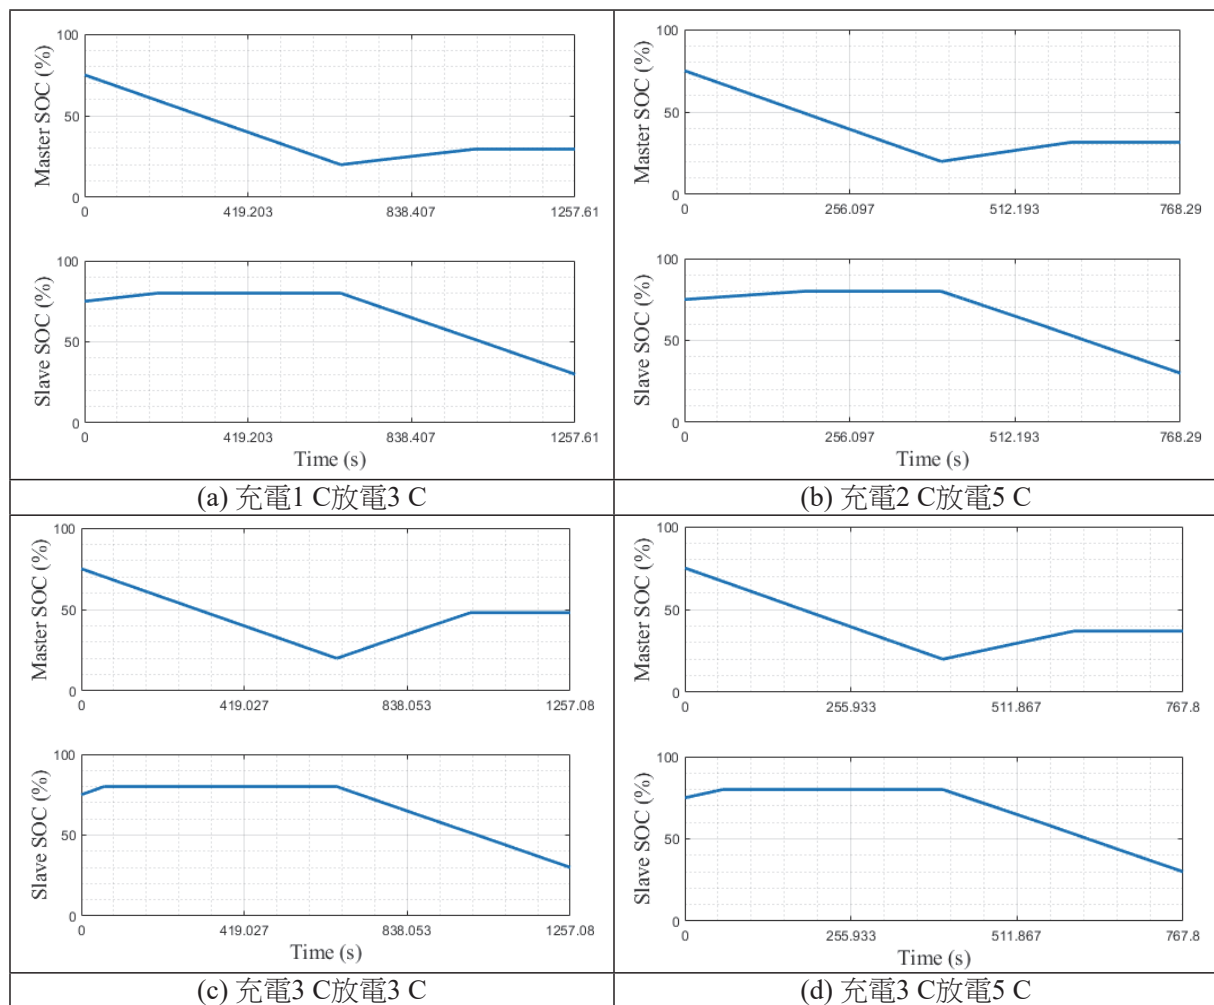 Master SOC (%)
100
50
0
0 419.203 838.407 1257.61
Slave SOC (%)
100
50
0
0 419.203 838.407 1257.61
Time (s)
(a) 充電1 C放電3 C
Master SOC (%)
100
50
0
0 256.097 512.193 768.29
Slave SOC (%)
100
50
0
0 256.097 512.193 768.29
Time (s)
(b) 充電2 C放電5 C
Master SOC (%)
100
50
0
0 419.027 838.053 1257.08
Slave SOC (%)
100
50
0
0 419.027 838.053 1257.08
Time (s)
(c) 充電3 C放電3 C
Master SOC (%)
100
50
0
0 255.933 511.867 767.8
Slave SOC (%)
100
50
0
0 255.933 511.867 767.8
Time (s)
(d) 充電3 C放電5 C